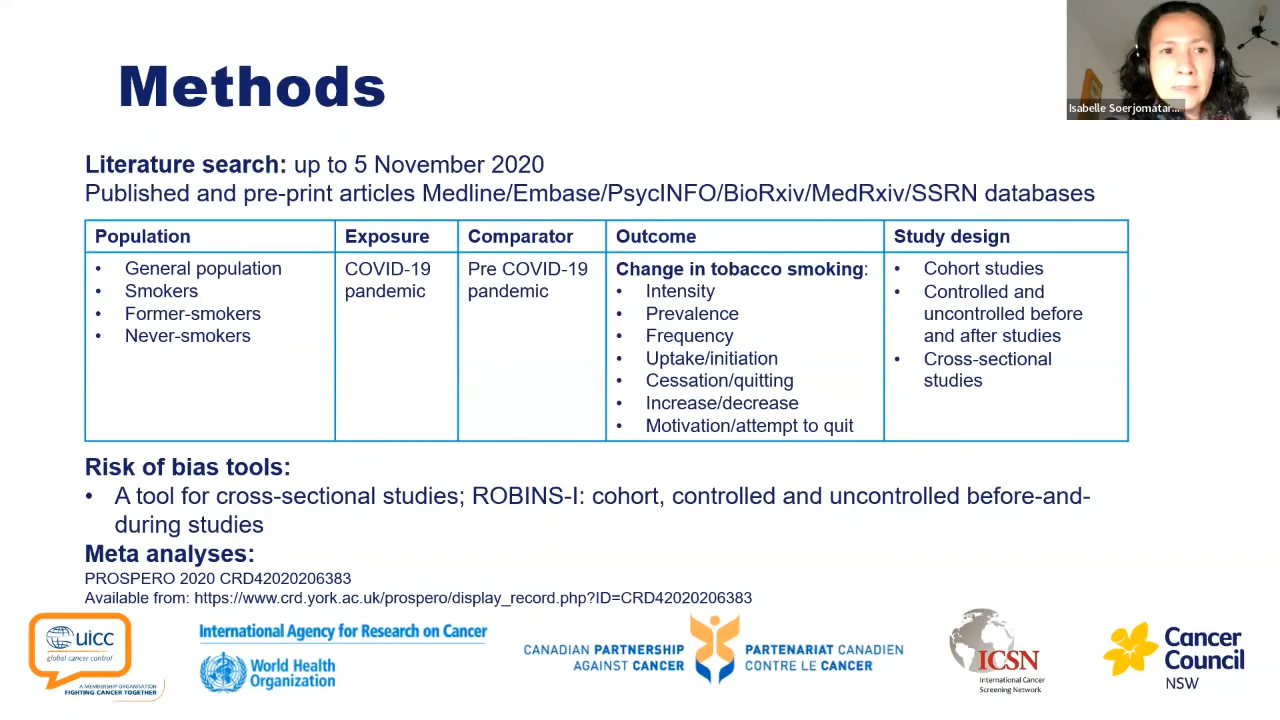 Methods
Isabelle Soerjomatar...
Literature search: up to 5 November 2020
Published and pre-print articles Medline/Embase/PsycINFO/BioRxiv/MedRxiv/SSRN databases
Population
Exposure
Comparator
Outcome
Study design
• General population
• Smokers
• Former-smokers
• Never-smokers
COVID-19
pandemic
Pre COVID-19
pandemic
Change in tobacco smoking:
• Intensity
• Prevalence
• Frequency
• Uptake/initiation
• Cessation/quitting
• Increase/decrease
• Motivation/attempt to quit
• Cohort studies
• Controlled and
uncontrolled before
and after studies
• Cross-sectional
studies
Risk of bias tools:
• A tool for cross-sectional studies; ROBINS-I: cohort, controlled and uncontrolled before-and-
during studies
Meta analyses:
PROSPERO 2020 CRD42020206383
Available from: https://www.crd.york.ac.uk/prospero/display_record.php?ID=CRD42020206383
uicc
global cancer control
A MEMBERSHIP ORGANISATION
FIGHTING CANCER TOGETHER
International Agency for Research on Cancer
World Health
Organization
CANADIAN PARTNERSHIP
AGAINST CANCER
PARTENARIAT CANADIEN
CONTRE LE CANCER
ICSN
International Cancer
Screening Network
Cancer
Council
NSW